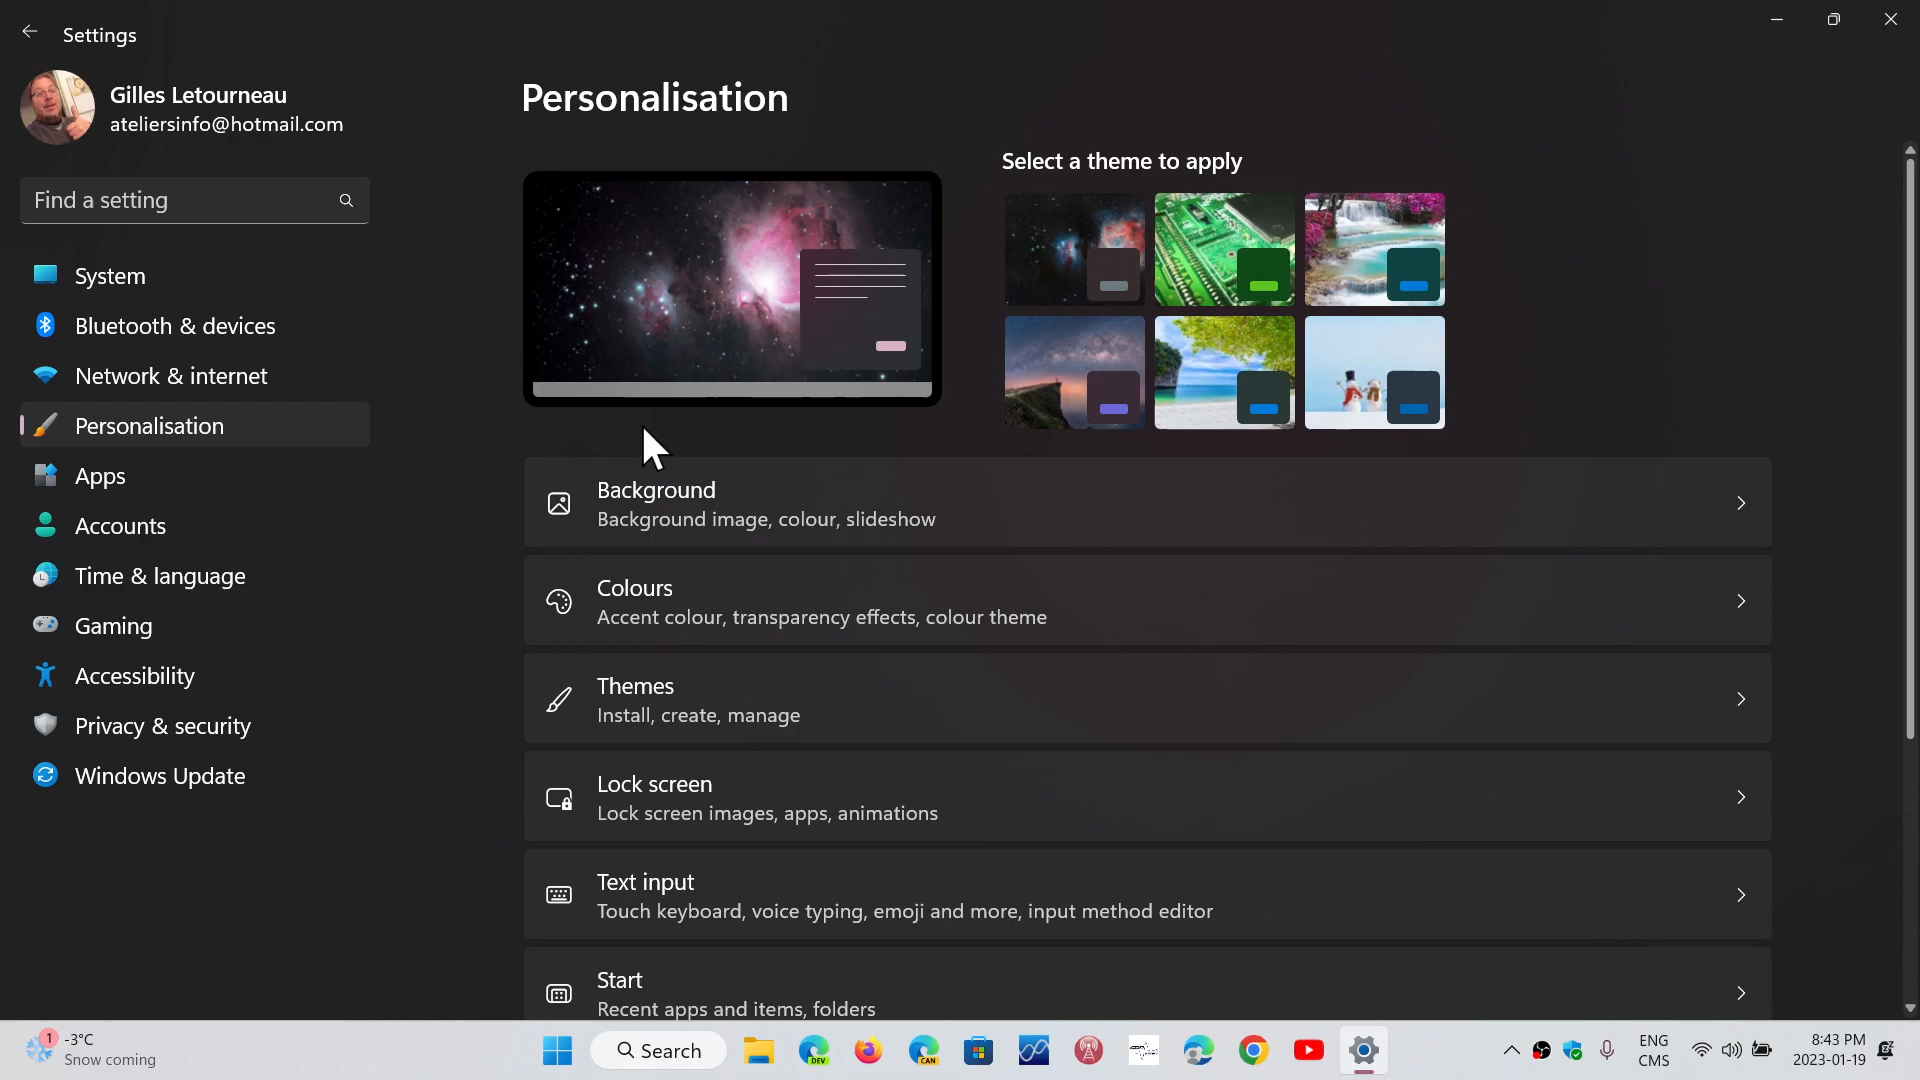 Settings
Gilles Letourneau
ateliersinfo@hotmail.com
Find a setting
System
Bluetooth & devices
Network & internet
Personalisation
Apps
Accounts
Time & language
Gaming
Accessibility
Privacy & security
Windows Update
Personalisation
Select a theme to apply
Background
Background image, colour, slideshow
Colours
Accent colour, transparency effects, colour theme
Themes
Install, create, manage
Lock screen
Lock screen images, apps, animations
Text input
Touch keyboard, voice typing, emoji and more, input method editor
Start
Recent apps and items, folders
1
-3°C
Snow coming
Search
DEV
CAN
ENG
CMS
8:43 PM
2023-01-19